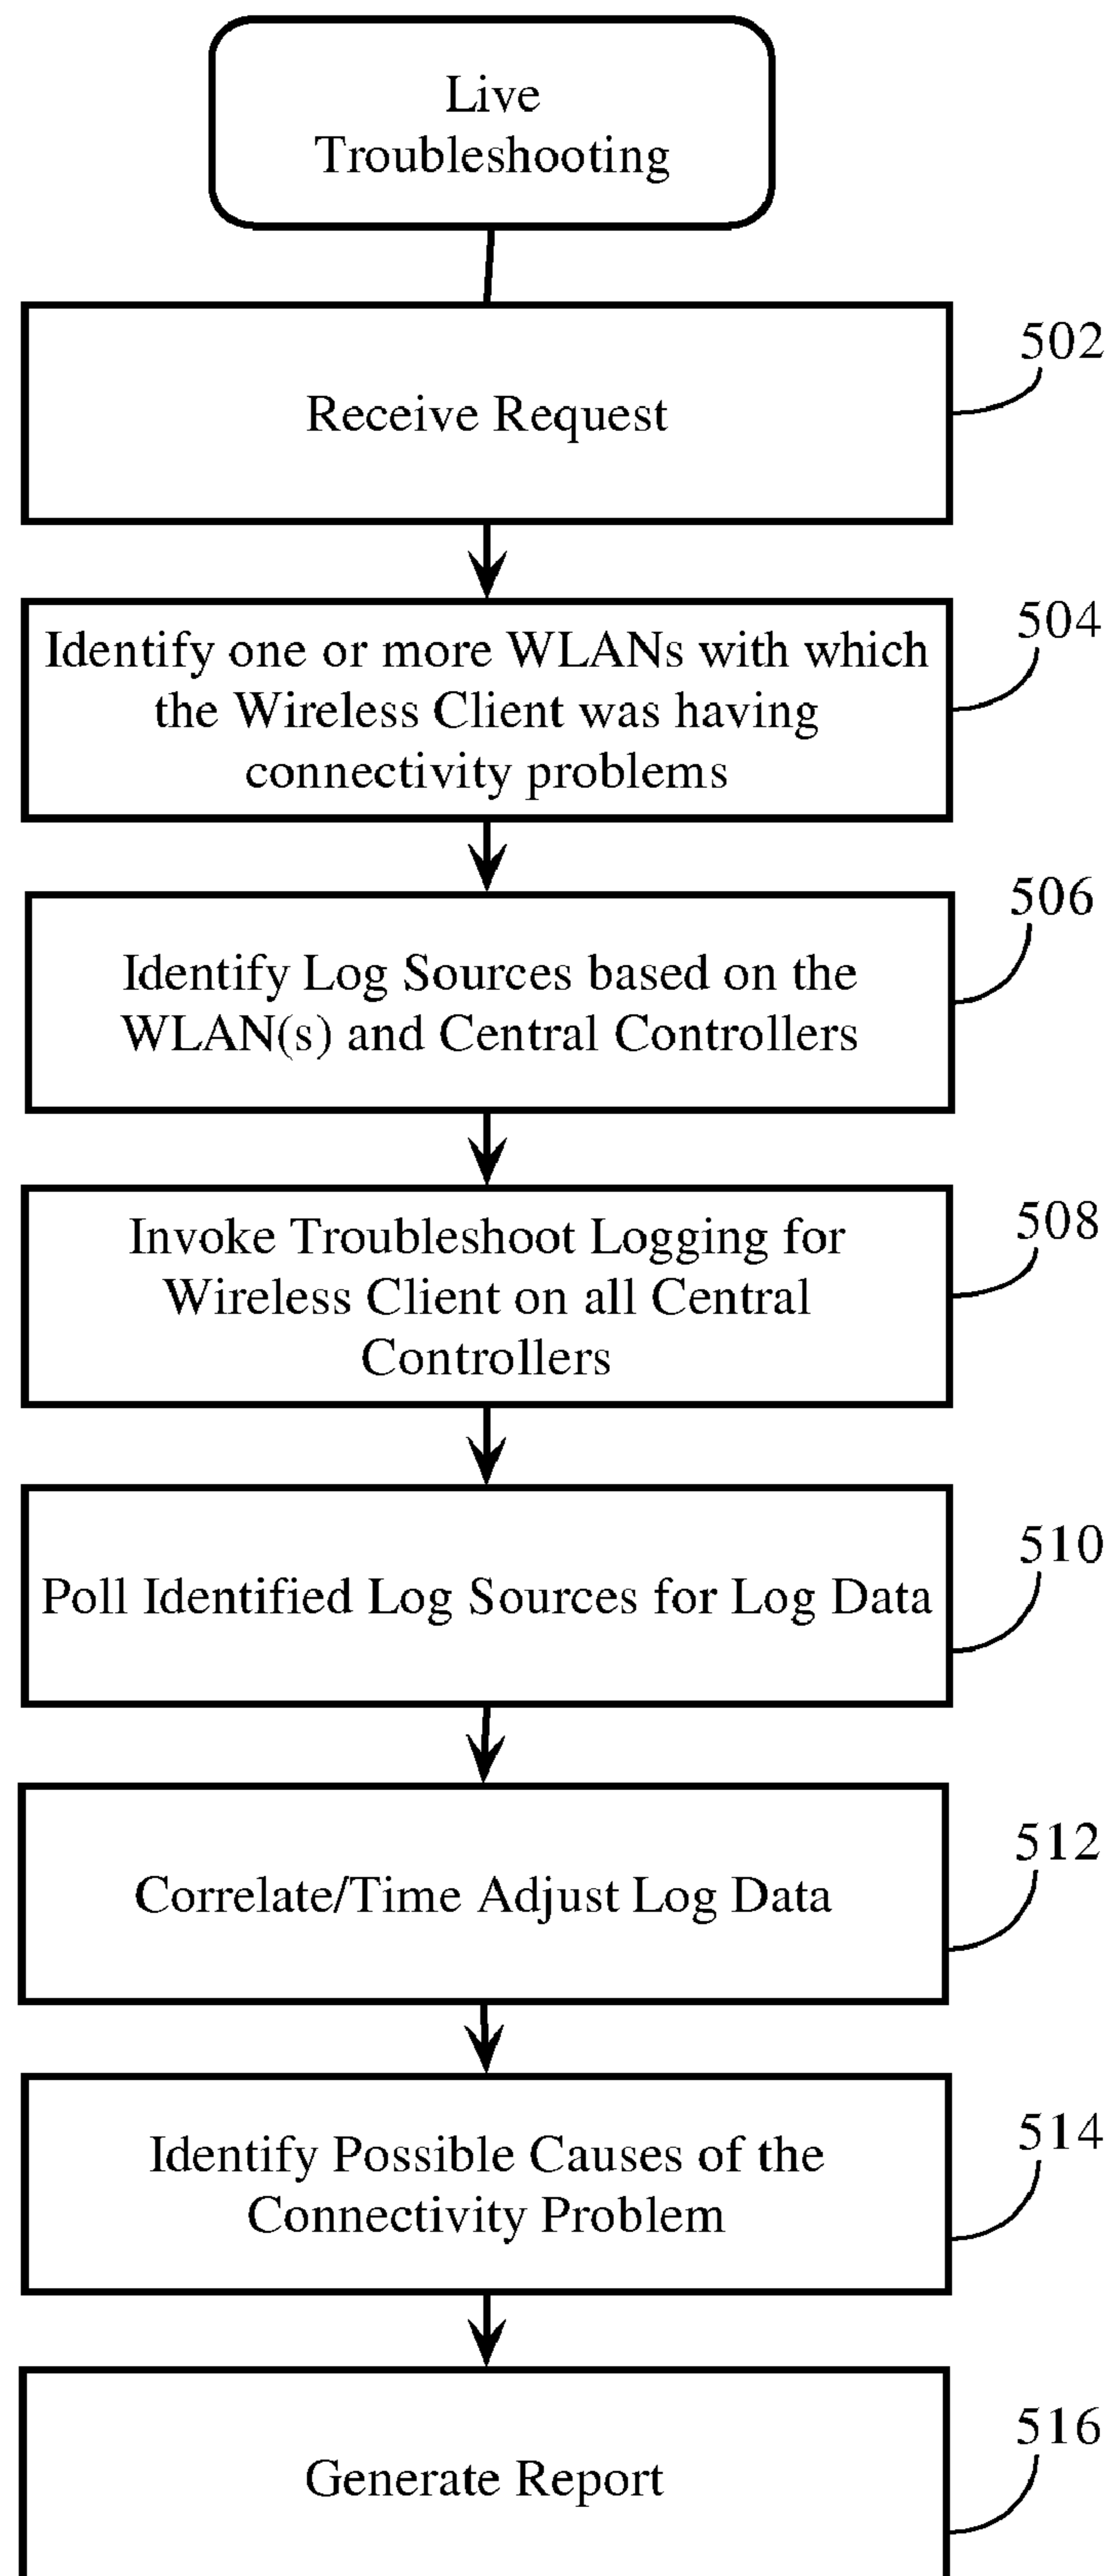 Live
Troubleshooting
Receive Request
502
Identify one or more WLANs with which
the Wireless Client was having
connectivity problems
504
Identify Log Sources based on the
WLAN(s) and Central Controllers
506
Invoke Troubleshoot Logging for
Wireless Client on all Central
Controllers
508
Poll Identified Log Sources for Log Data
510
Correlate/Time Adjust Log Data
512
Identify Possible Causes of the
Connectivity Problem
514
Generate Report
516